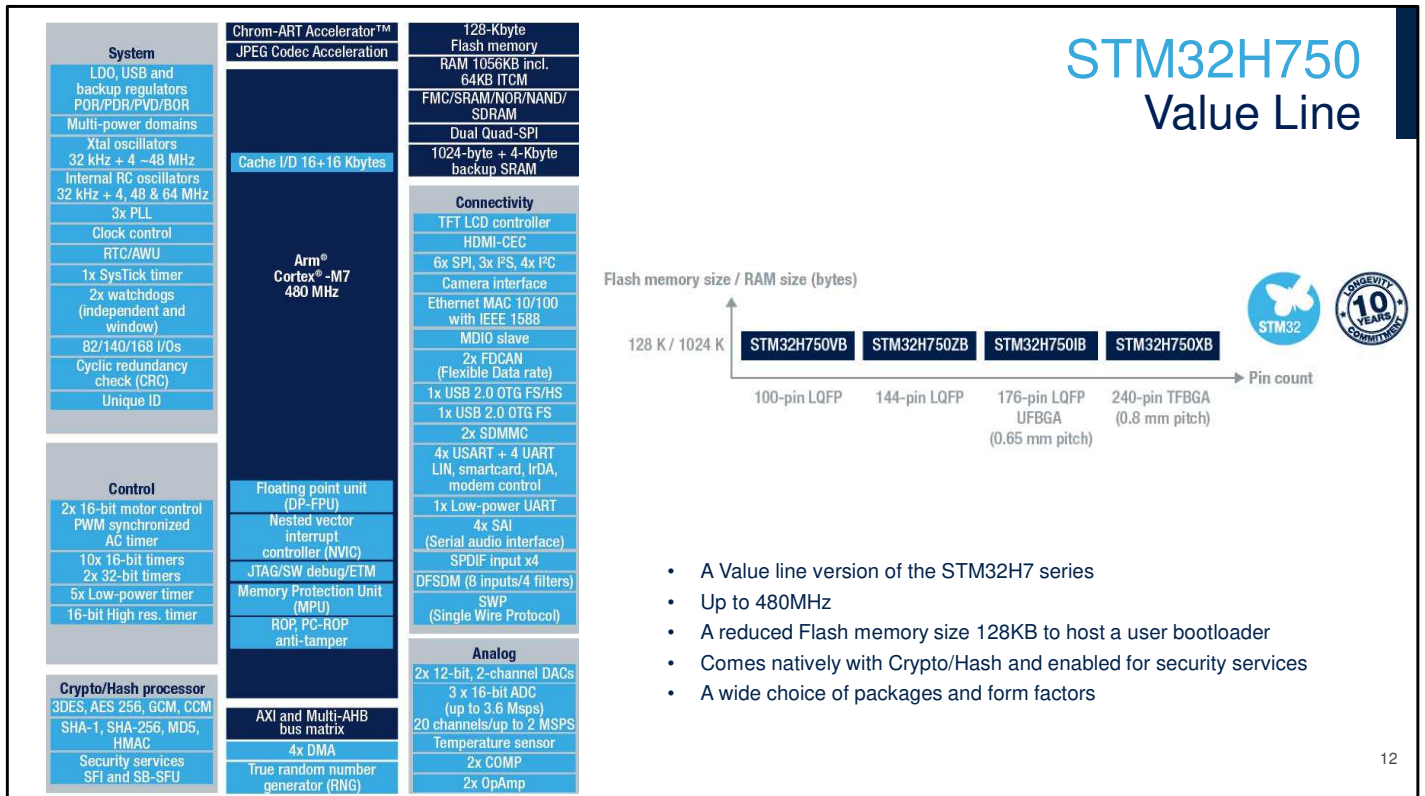 System
LDO, USB and
backup regulators
POR/PDR/PVD/BOR
Multi-power domains
Xtal oscillators
32 kHz + 4 ~48 MHz
Internal RC oscillators
32 kHz + 4, 48 & 64 MHz
3x PLL
Clock control
RTC/AWU
1x SysTick timer
2x watchdogs
(independent and
window)
82/140/168 I/Os
Cyclic redundancy
check (CRC)
Unique ID
Control
2x 16-bit motor control
PWM synchronized
AC timer
10x 16-bit timers
2x 32-bit timers
5x Low-power timer
16-bit High res. timer
Crypto/Hash processor
3DES, AES 256, GCM, CCM
SHA-1, SHA-256, MD5,
HMAC
Security services
SFI and SB-SFU
Chrom-ART Accelerator™
JPEG Codec Acceleration
Cache I/D 16+16 Kbytes
Arm®
Cortex® -M7
480 MHz
Floating point unit
(DP-FPU)
Nested vector
interrupt
controller (NVIC)
JTAG/SW debug/ETM
Memory Protection Unit
(MPU)
ROP, PC-ROP
anti-tamper
AXI and Multi-AHB
bus matrix
4x DMA
True random number
generator (RNG)
128-Kbyte
Flash memory
RAM 1056KB incl.
64KB ITCM
FMC/SRAM/NOR/NAND/
SDRAM
Dual Quad-SPI
1024-byte + 4-Kbyte
backup SRAM
Connectivity
TFT LCD controller
HDMI-CEC
6x SPI, 3x I²S, 4x I²C
Camera interface
Ethernet MAC 10/100
with IEEE 1588
MDIO slave
2x FDCAN
(Flexible Data rate)
1x USB 2.0 OTG FS/HS
1x USB 2.0 OTG FS
2x SDMMC
4x USART + 4 UART
LIN, smartcard, IrDA,
modem control
1x Low-power UART
4x SAI
(Serial audio interface)
SPDIF input x4
DFSDM (8 inputs/4 filters)
SWP
(Single Wire Protocol)
Analog
2x 12-bit, 2-channel DACs
3 x 16-bit ADC
(up to 3.6 Msps)
20 channels/up to 2 MSPS
Temperature sensor
2x COMP
2x OpAmp
STM32H750
Value Line
Flash memory size / RAM size (bytes)
128 K / 1024 K
STM32H750VB
STM32H750ZB
STM32H750IB
STM32H750XB
Pin count
100-pin LQFP
144-pin LQFP
176-pin LQFP
UFBGA
(0.65 mm pitch)
240-pin TFBGA
(0.8 mm pitch)
STM32
LONGEVITY
10
YEARS
COMMITMENT
• A Value line version of the STM32H7 series
• Up to 480MHz
• A reduced Flash memory size 128KB to host a user bootloader
• Comes natively with Crypto/Hash and enabled for security services
• A wide choice of packages and form factors
12